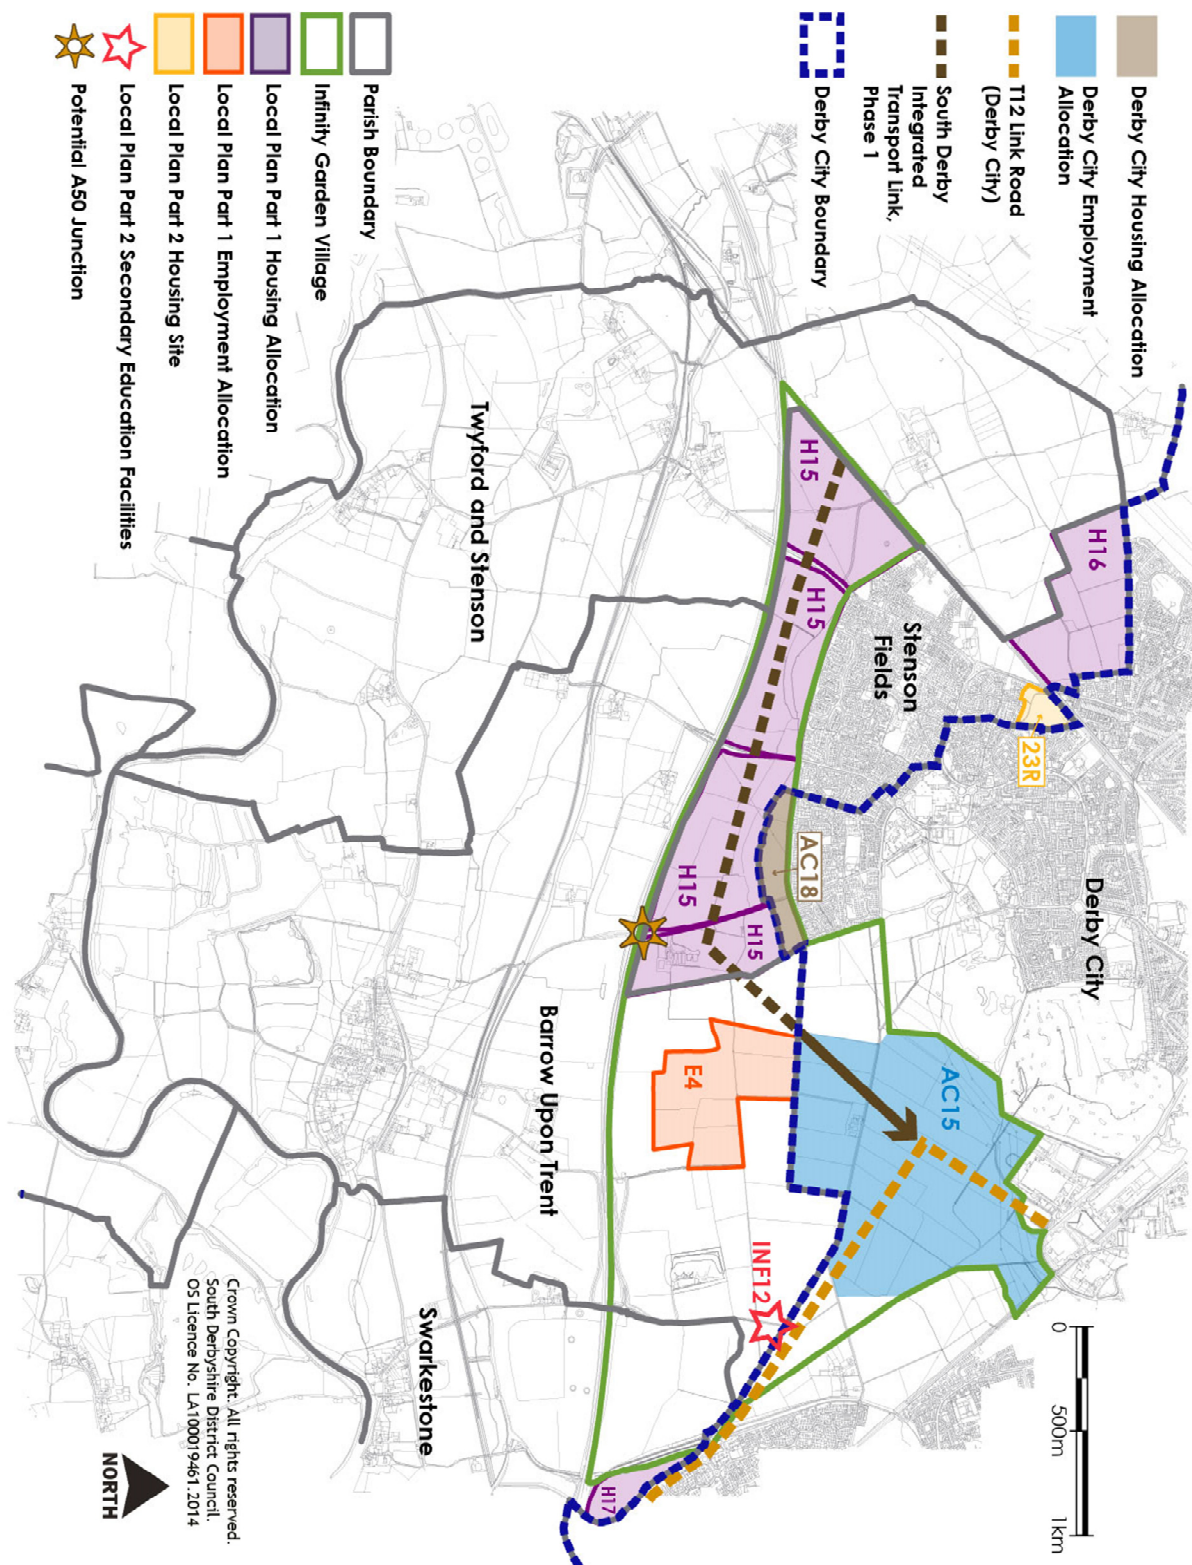 Derby City Housing Allocation
Derby City Employment
Allocation
T12 Link Road
(Derby City)
South Derby
Integrated
Transport Link,
Phase 1
Derby City Boundary
Parish Boundary
Infinity Garden Village
Local Plan Part 1 Housing Allocation
Local Plan Part 1 Employment Allocation
Local Plan Part 2 Housing Site
Local Plan Part 2 Secondary Education Facilities
Potential A50 Junction
H16
23R
Derby City
Stenson
Fields
H15
H15
H15
H15
AC18
AC15
E4
INF12
H17
Twyford and Stenson
Barrow Upon Trent
Swarkestone
0
500m
1km
Crown Copyright. All rights reserved.
South Derbyshire District Council.
OS Licence No. LA100019461.2014
NORTH